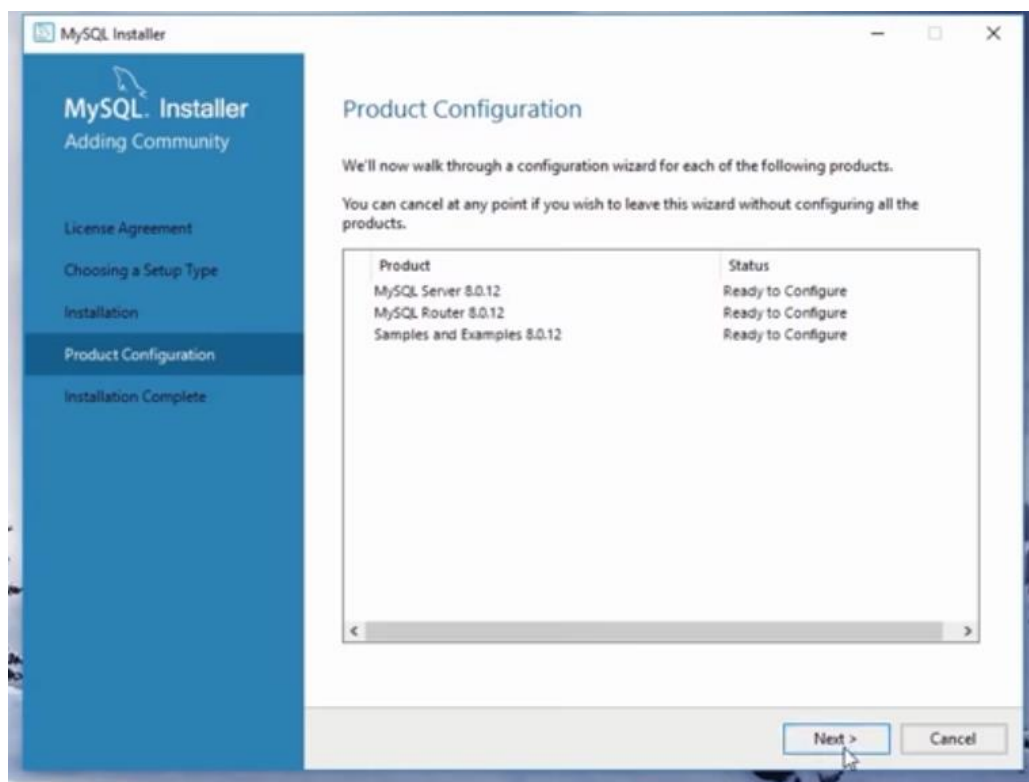 MySQL Installer
MySQL. Installer
Adding Community
License Agreement
Choosing a Setup Type
Installation
Product Configuration
Installation Complete
Product Configuration
We'll now walk through a configuration wizard for each of the following products.
You can cancel at any point if you wish to leave this wizard without configuring all the
products.
Product Status
MySQL Server 8.0.12 Ready to Configure
MySQL Router 8.0.12 Ready to Configure
Samples and Examples 8.0.12 Ready to Configure
Next > Cancel